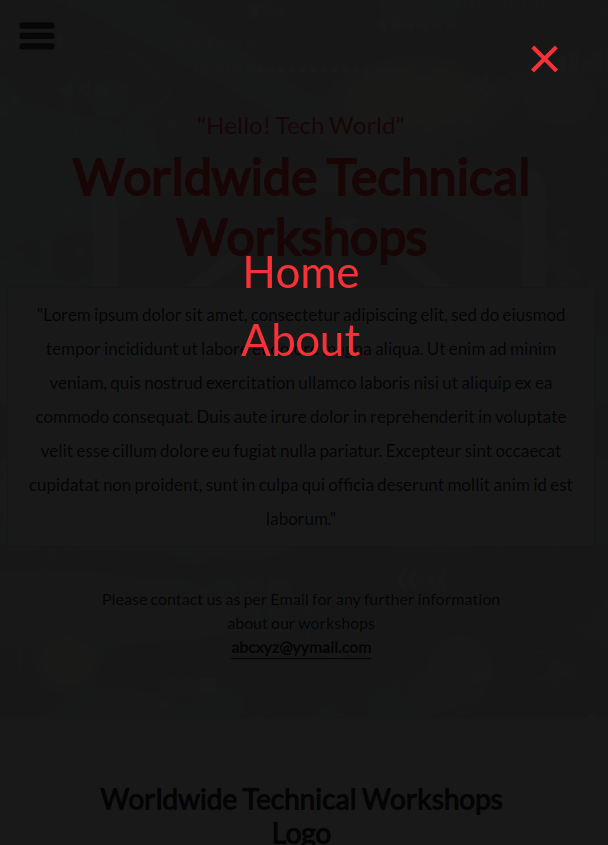 "Hello! Tech World"
Worldwide Technical
Workshops
Home
"Lorem ipsum dolor sit amet, consectetur adipiscing elit, sed do eiusmod
About
tempor incididunt ut labore et dolore magna aliqua. Ut enim ad minim
veniam, quis nostrud exercitation ullamco laboris nisi ut aliquip ex ea
commodo consequat. Duis aute irure dolor in reprehenderit in voluptate
velit esse cillum dolore eu fugiat nulla pariatur. Excepteur sint occaecat
cupidatat non proident, sunt in culpa qui officia deserunt mollit anim id est
laborum."
Please contact us as per Email for any further information
about our workshops
abcxyz@yymail.com
Worldwide Technical Workshops
Logo